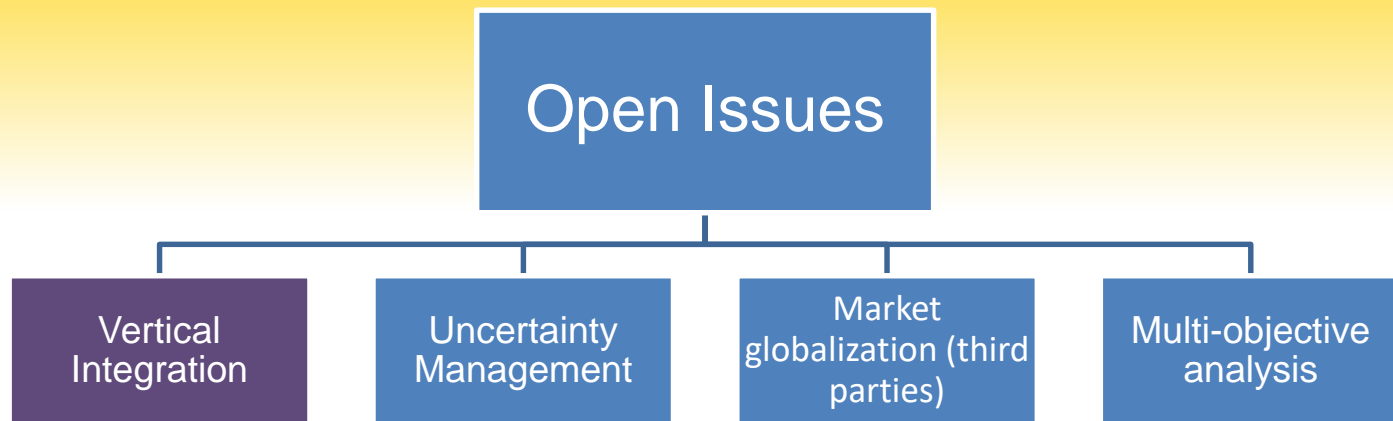 Open Issues
Vertical
Integration
Uncertainty
Management
Market
globalization (third
parties)
Multi-objective
analysis